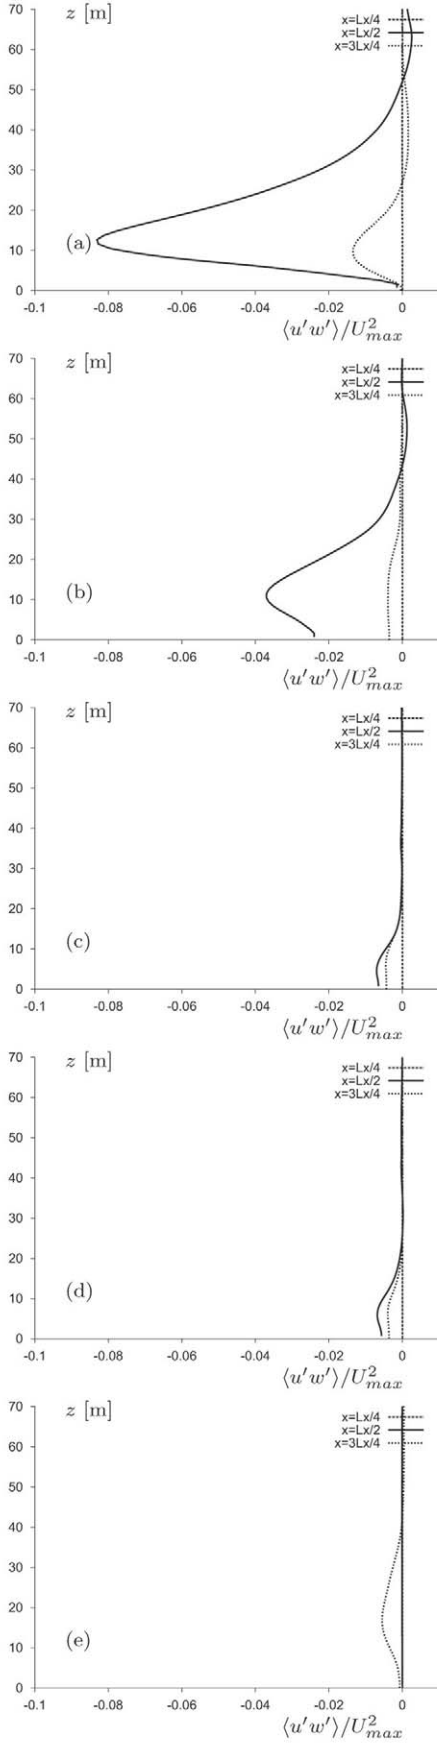 70 z [m] x=Lx/4
x=Lx/2
60 x=3Lx/4
50
40
30
20
(a) 10
0
-0.1 -0.08 -0.06 -0.04 -0.02 0
⟨u'w'⟩/U²max
70 z [m] x=Lx/4
x=Lx/2
60 x=3Lx/4
50
40
30
20
(b) 10
0
-0.1 -0.08 -0.06 -0.04 -0.02 0
⟨u'w'⟩/U²max
70 z [m] x=Lx/4
x=Lx/2
60 x=3Lx/4
50
40
30
20
(c) 10
0
-0.1 -0.08 -0.06 -0.04 -0.02 0
⟨u'w'⟩/U²max
70 z [m] x=Lx/4
x=Lx/2
60 x=3Lx/4
50
40
30
20
(d) 10
0
-0.1 -0.08 -0.06 -0.04 -0.02 0
⟨u'w'⟩/U²max
70 z [m] x=Lx/4
x=Lx/2
60 x=3Lx/4
50
40
30
20
(e) 10
0
-0.1 -0.08 -0.06 -0.04 -0.02 0
⟨u'w'⟩/U²max